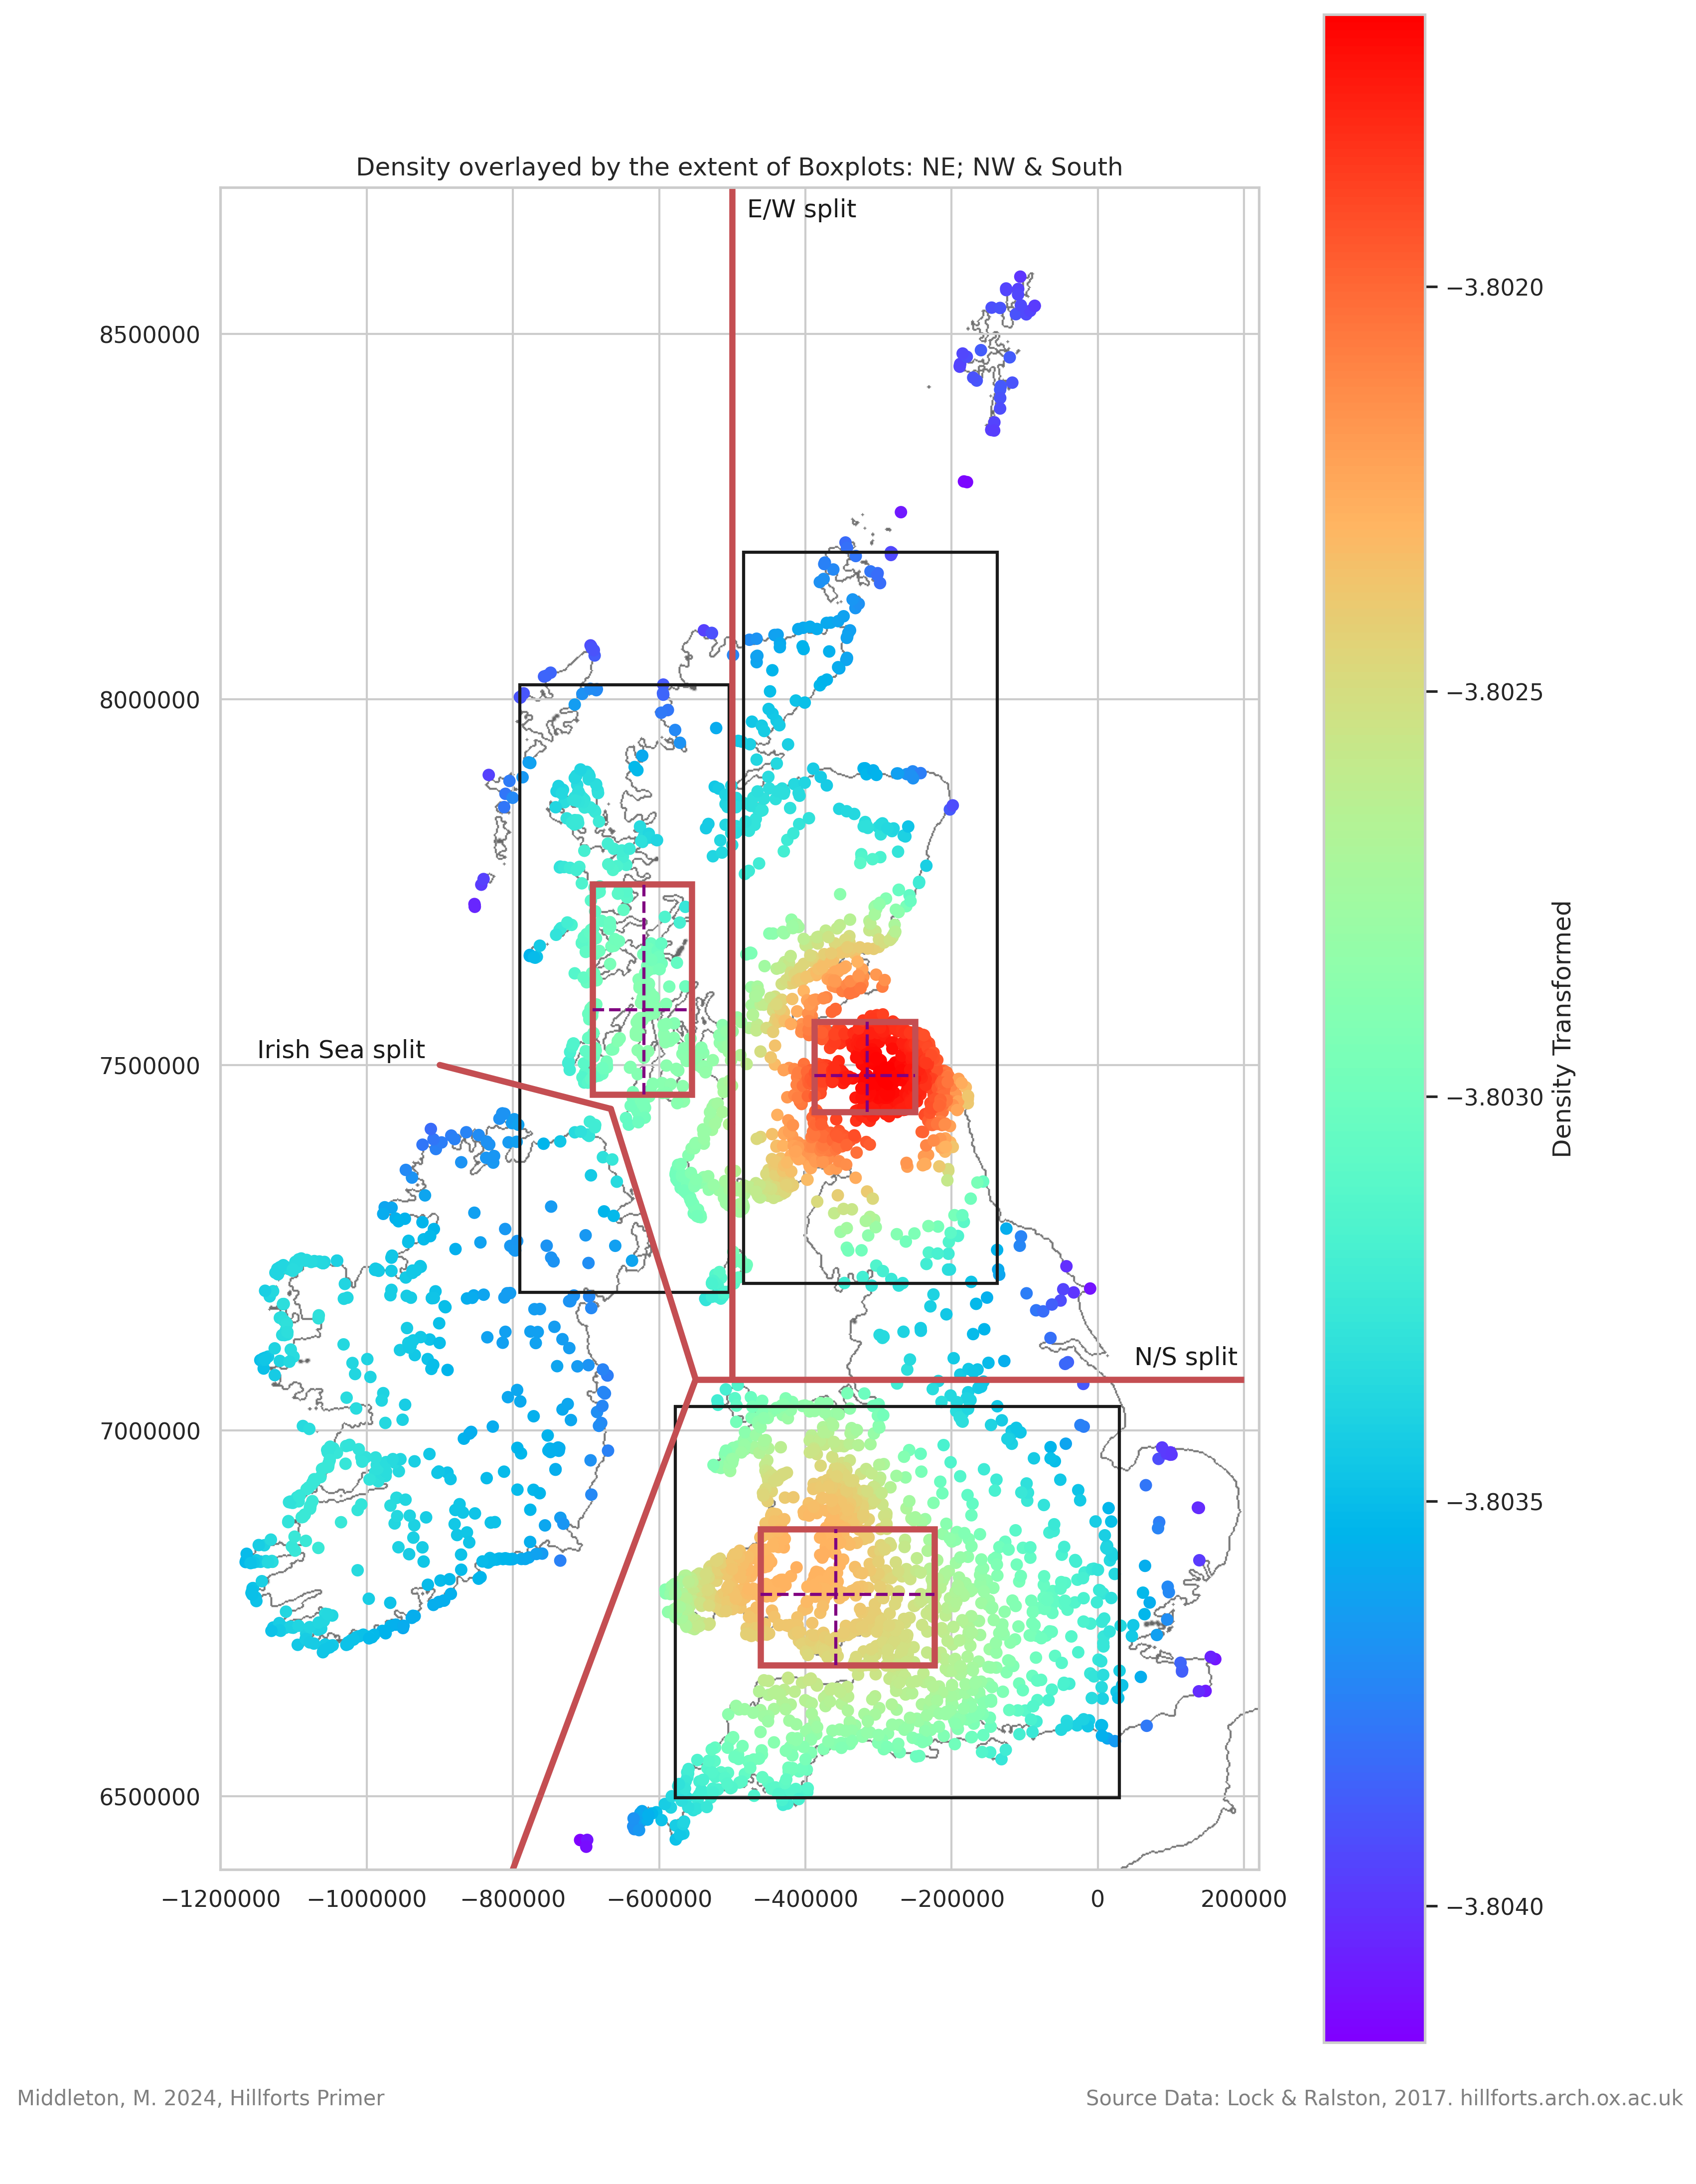 Density overlayed by the extent of Boxplots: NE; NW & South
E/W split
8500000
8000000
Irish Sea split
7500000
N/S split
7000000
6500000
−1200000 −1000000 −800000 −600000 −400000 −200000 0 200000
−3.8020
−3.8025
−3.8030
−3.8035
−3.8040
Density Transformed
Middleton, M. 2024, Hillforts Primer
Source Data: Lock & Ralston, 2017. hillforts.arch.ox.ac.uk